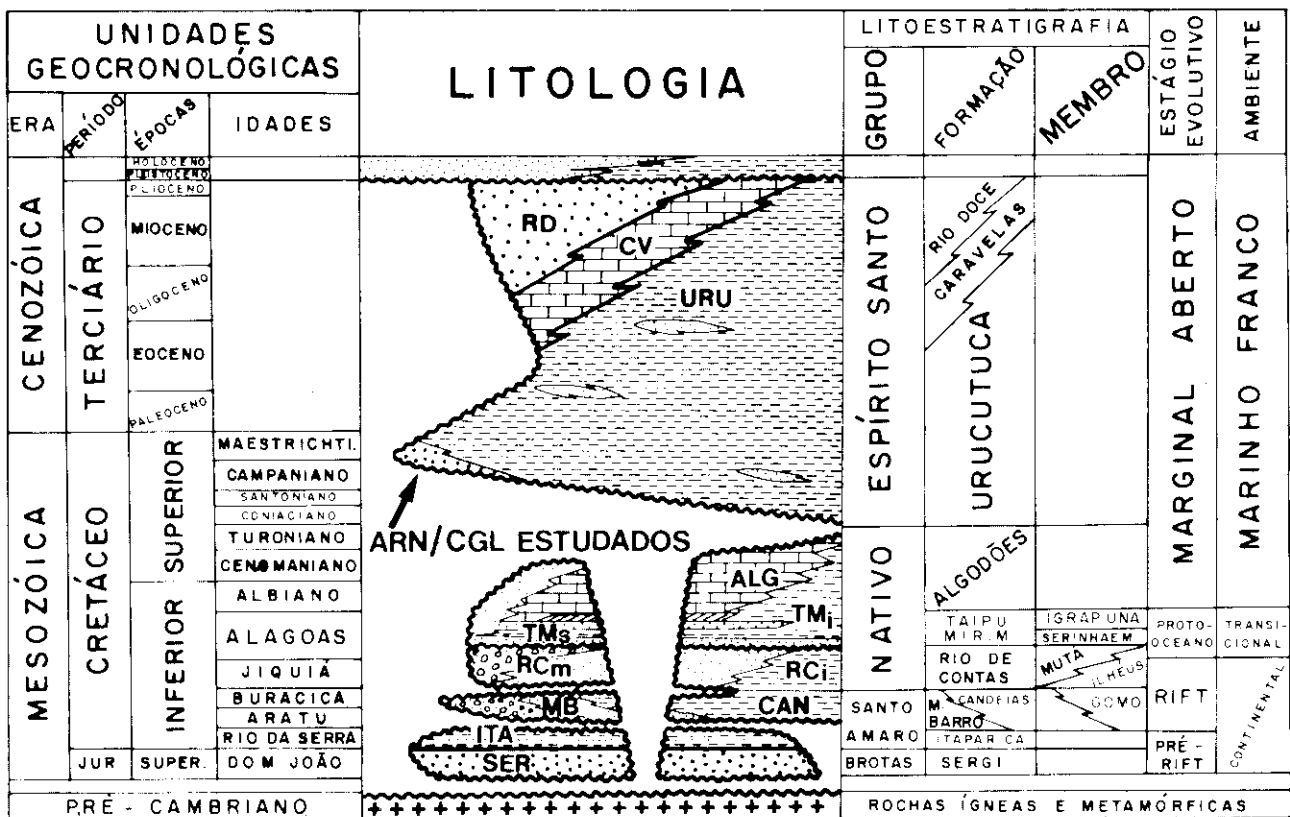 UNIDADES
GEOCRONOLÓGICAS
ERA
PERÍODO
ÉPOCAS
IDADES
LITOLOGIA
LITOESTRATIGRAFIA
GRUPO
FORMAÇÃO
MEMBRO
ESTÁGIO
EVOLUTIVO
AMBIENTE
CENOZÓICA
MESOZÓICA
TERCIÁRIO
CRETÁCEO
JUR
HOLOCENO
PLEISTOCENO
PLIOCENO
MIOCENO
OLIGOCENO
EOCENO
PALEOCENO
SUPERIOR
INFERIOR
SUPER.
MAESTRICHTI.
CAMPANIANO
SANTONIANO
CONIACIANO
TURONIANO
CENOMANIANO
ALBIANO
ALAGOAS
JIQUIÁ
BURACICA
ARATU
RIO DA SERRA
DOM JOÃO
PRÉ - CAMBRIANO
RD
CV
URU
ARN/CGL ESTUDADOS
ALG
TMs
TMi
RCm
RCi
MB
CAN
ITA
SER
ESPÍRITO SANTO
NATIVO
SANTO
AMARO
BROTAS
RIO DOCE
CARAVELAS
URUCUTUCA
ALGODÕES
TAIPU
MIR.M
RIO DE
CONTAS
CANDEIAS
M.
BARRO
ITAPARICA
SERGI
IGRAPIUNA
SERINHAEM
MUTÁ
ILHEUS
GOMO
MARGINAL ABERTO
PROTO-
OCEANO
RIFT
PRÉ-
RIFT
MARINHO FRANCO
TRANSI-
CIONAL
CONTINENTAL
ROCHAS ÍGNEAS E METAMÓRFICAS